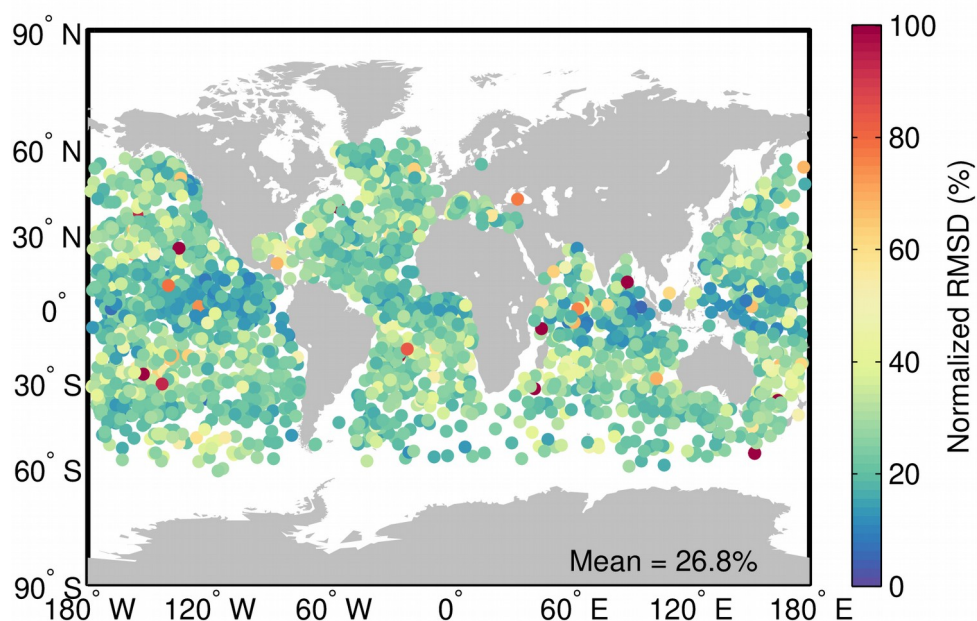 90° N
60° N
30° N
0°
30° S
60° S
90° S
180° W
120° W
60° W
0°
60° E
120° E
180° E
Mean = 26.8%
100
80
60
40
20
0
Normalized RMSD (%)